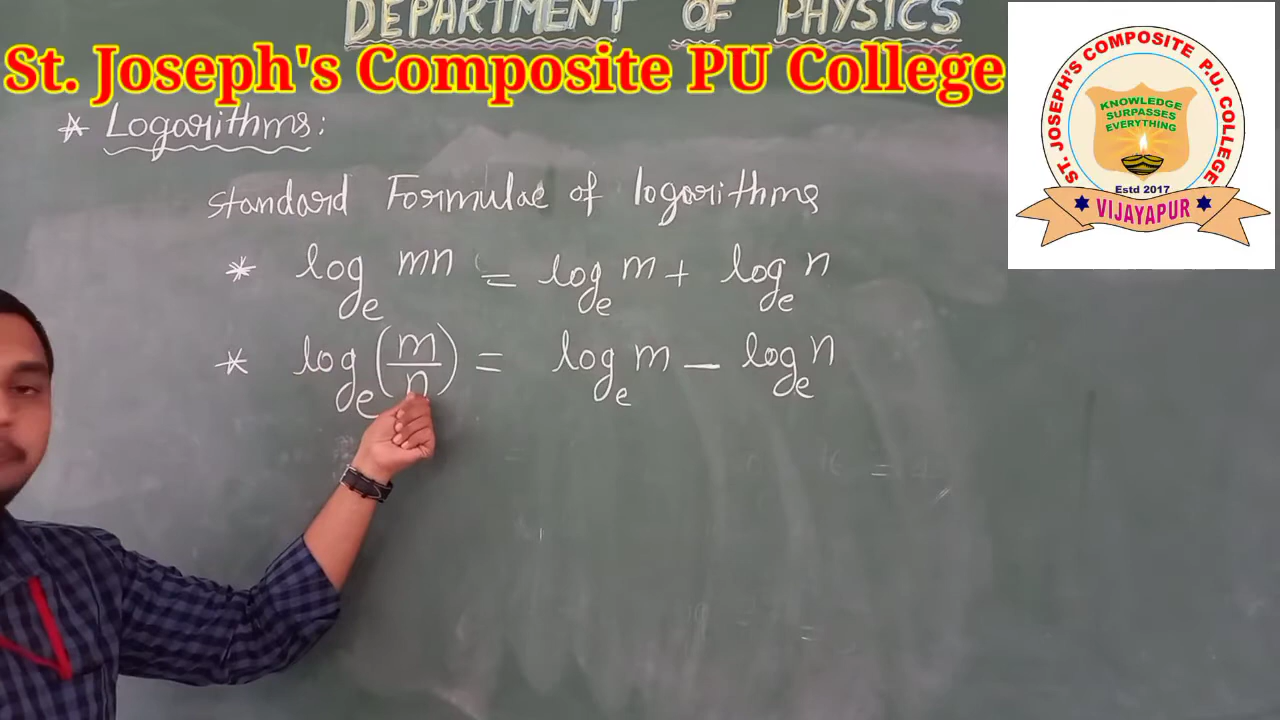 DEPARTMENT OF PHYSICS
St. Joseph's Composite PU College
ST. JOSEPH'S COMPOSITE P.U. COLLEGE
KNOWLEDGE
SURPASSES
EVERYTHING
Estd 2017
VIJAYAPUR
* Logarithms:
Standard Formulae of logarithms
* log_e mn = log_e m + log_e n
* log_e (m/n) = log_e m - log_e n